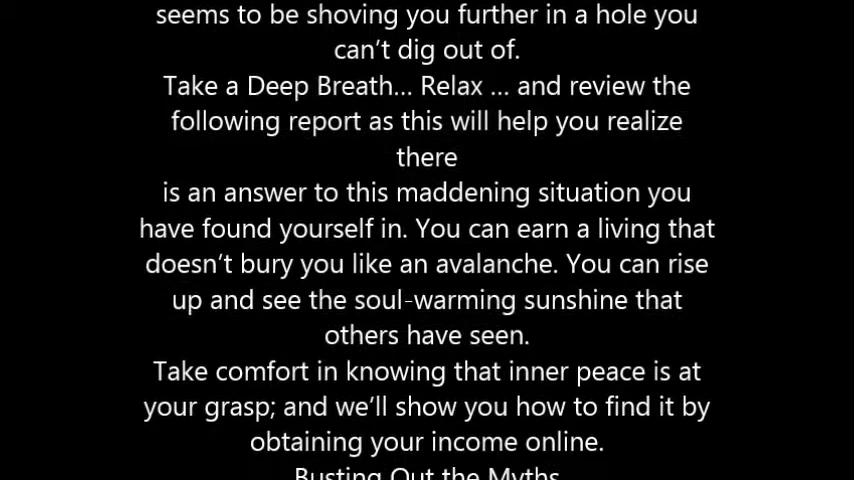 seems to be shoving you further in a hole you
can’t dig out of.
Take a Deep Breath... Relax ... and review the
following report as this will help you realize
there
is an answer to this maddening situation you
have found yourself in. You can earn a living that
doesn’t bury you like an avalanche. You can rise
up and see the soul-warming sunshine that
others have seen.
Take comfort in knowing that inner peace is at
your grasp; and we’ll show you how to find it by
obtaining your income online.
Busting Out the Myths